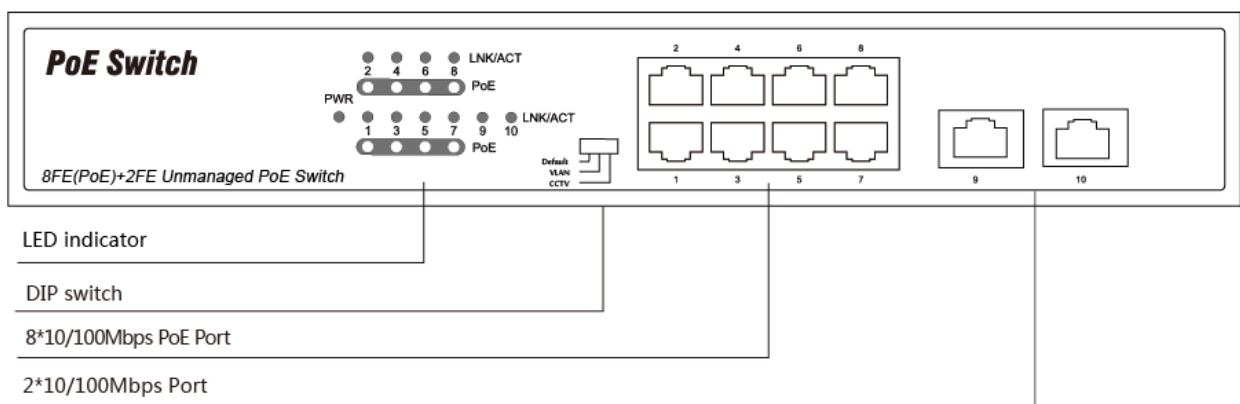 PoE Switch
LNK/ACT
2 4 6 8
PoE
PWR
LNK/ACT
1 3 5 7 9 10
PoE
Default
VLAN
CCTV
8FE(PoE)+2FE Unmanaged PoE Switch
2 4 6 8
1 3 5 7
9 10
LED indicator
DIP switch
8*10/100Mbps PoE Port
2*10/100Mbps Port